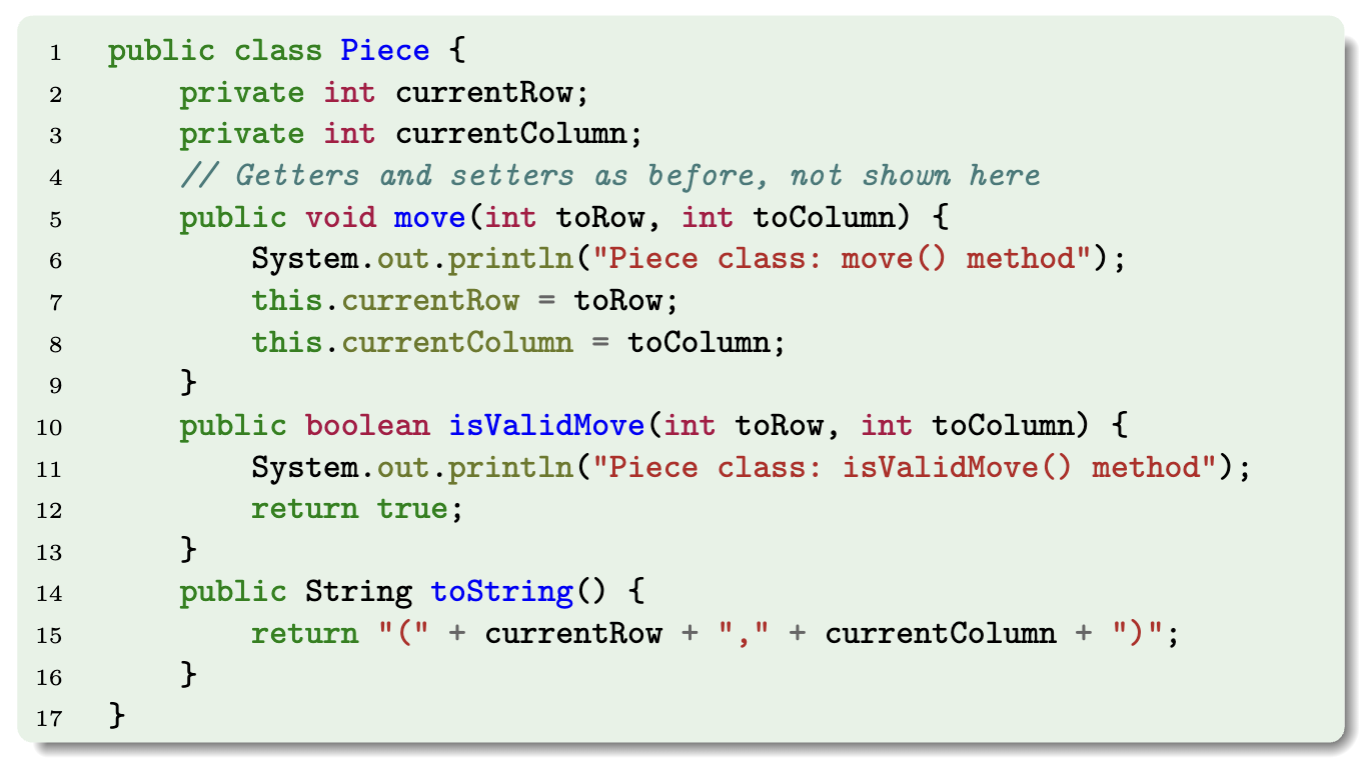 1 public class Piece {
2 private int currentRow;
3 private int currentColumn;
4 // Getters and setters as before, not shown here
5 public void move(int toRow, int toColumn) {
6 System.out.println("Piece class: move() method");
7 this.currentRow = toRow;
8 this.currentColumn = toColumn;
9 }
10 public boolean isValidMove(int toRow, int toColumn) {
11 System.out.println("Piece class: isValidMove() method");
12 return true;
13 }
14 public String toString() {
15 return "(" + currentRow + "," + currentColumn + ")";
16 }
17 }